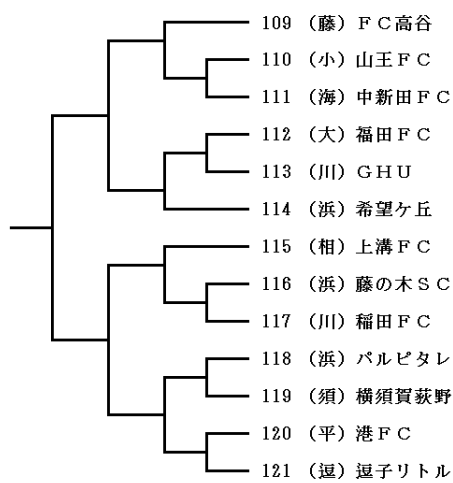 109 （藤）ＦＣ高谷
110 （小）山王ＦＣ
111 （海）中新田ＦＣ
112 （大）福田ＦＣ
113 （川）ＧＨＵ
114 （浜）希望ケ丘
115 （相）上溝ＦＣ
116 （浜）藤の木ＳＣ
117 （川）稲田ＦＣ
118 （浜）パルピタレ
119 （須）横須賀荻野
120 （平）港ＦＣ
121 （逗）逗子リトル